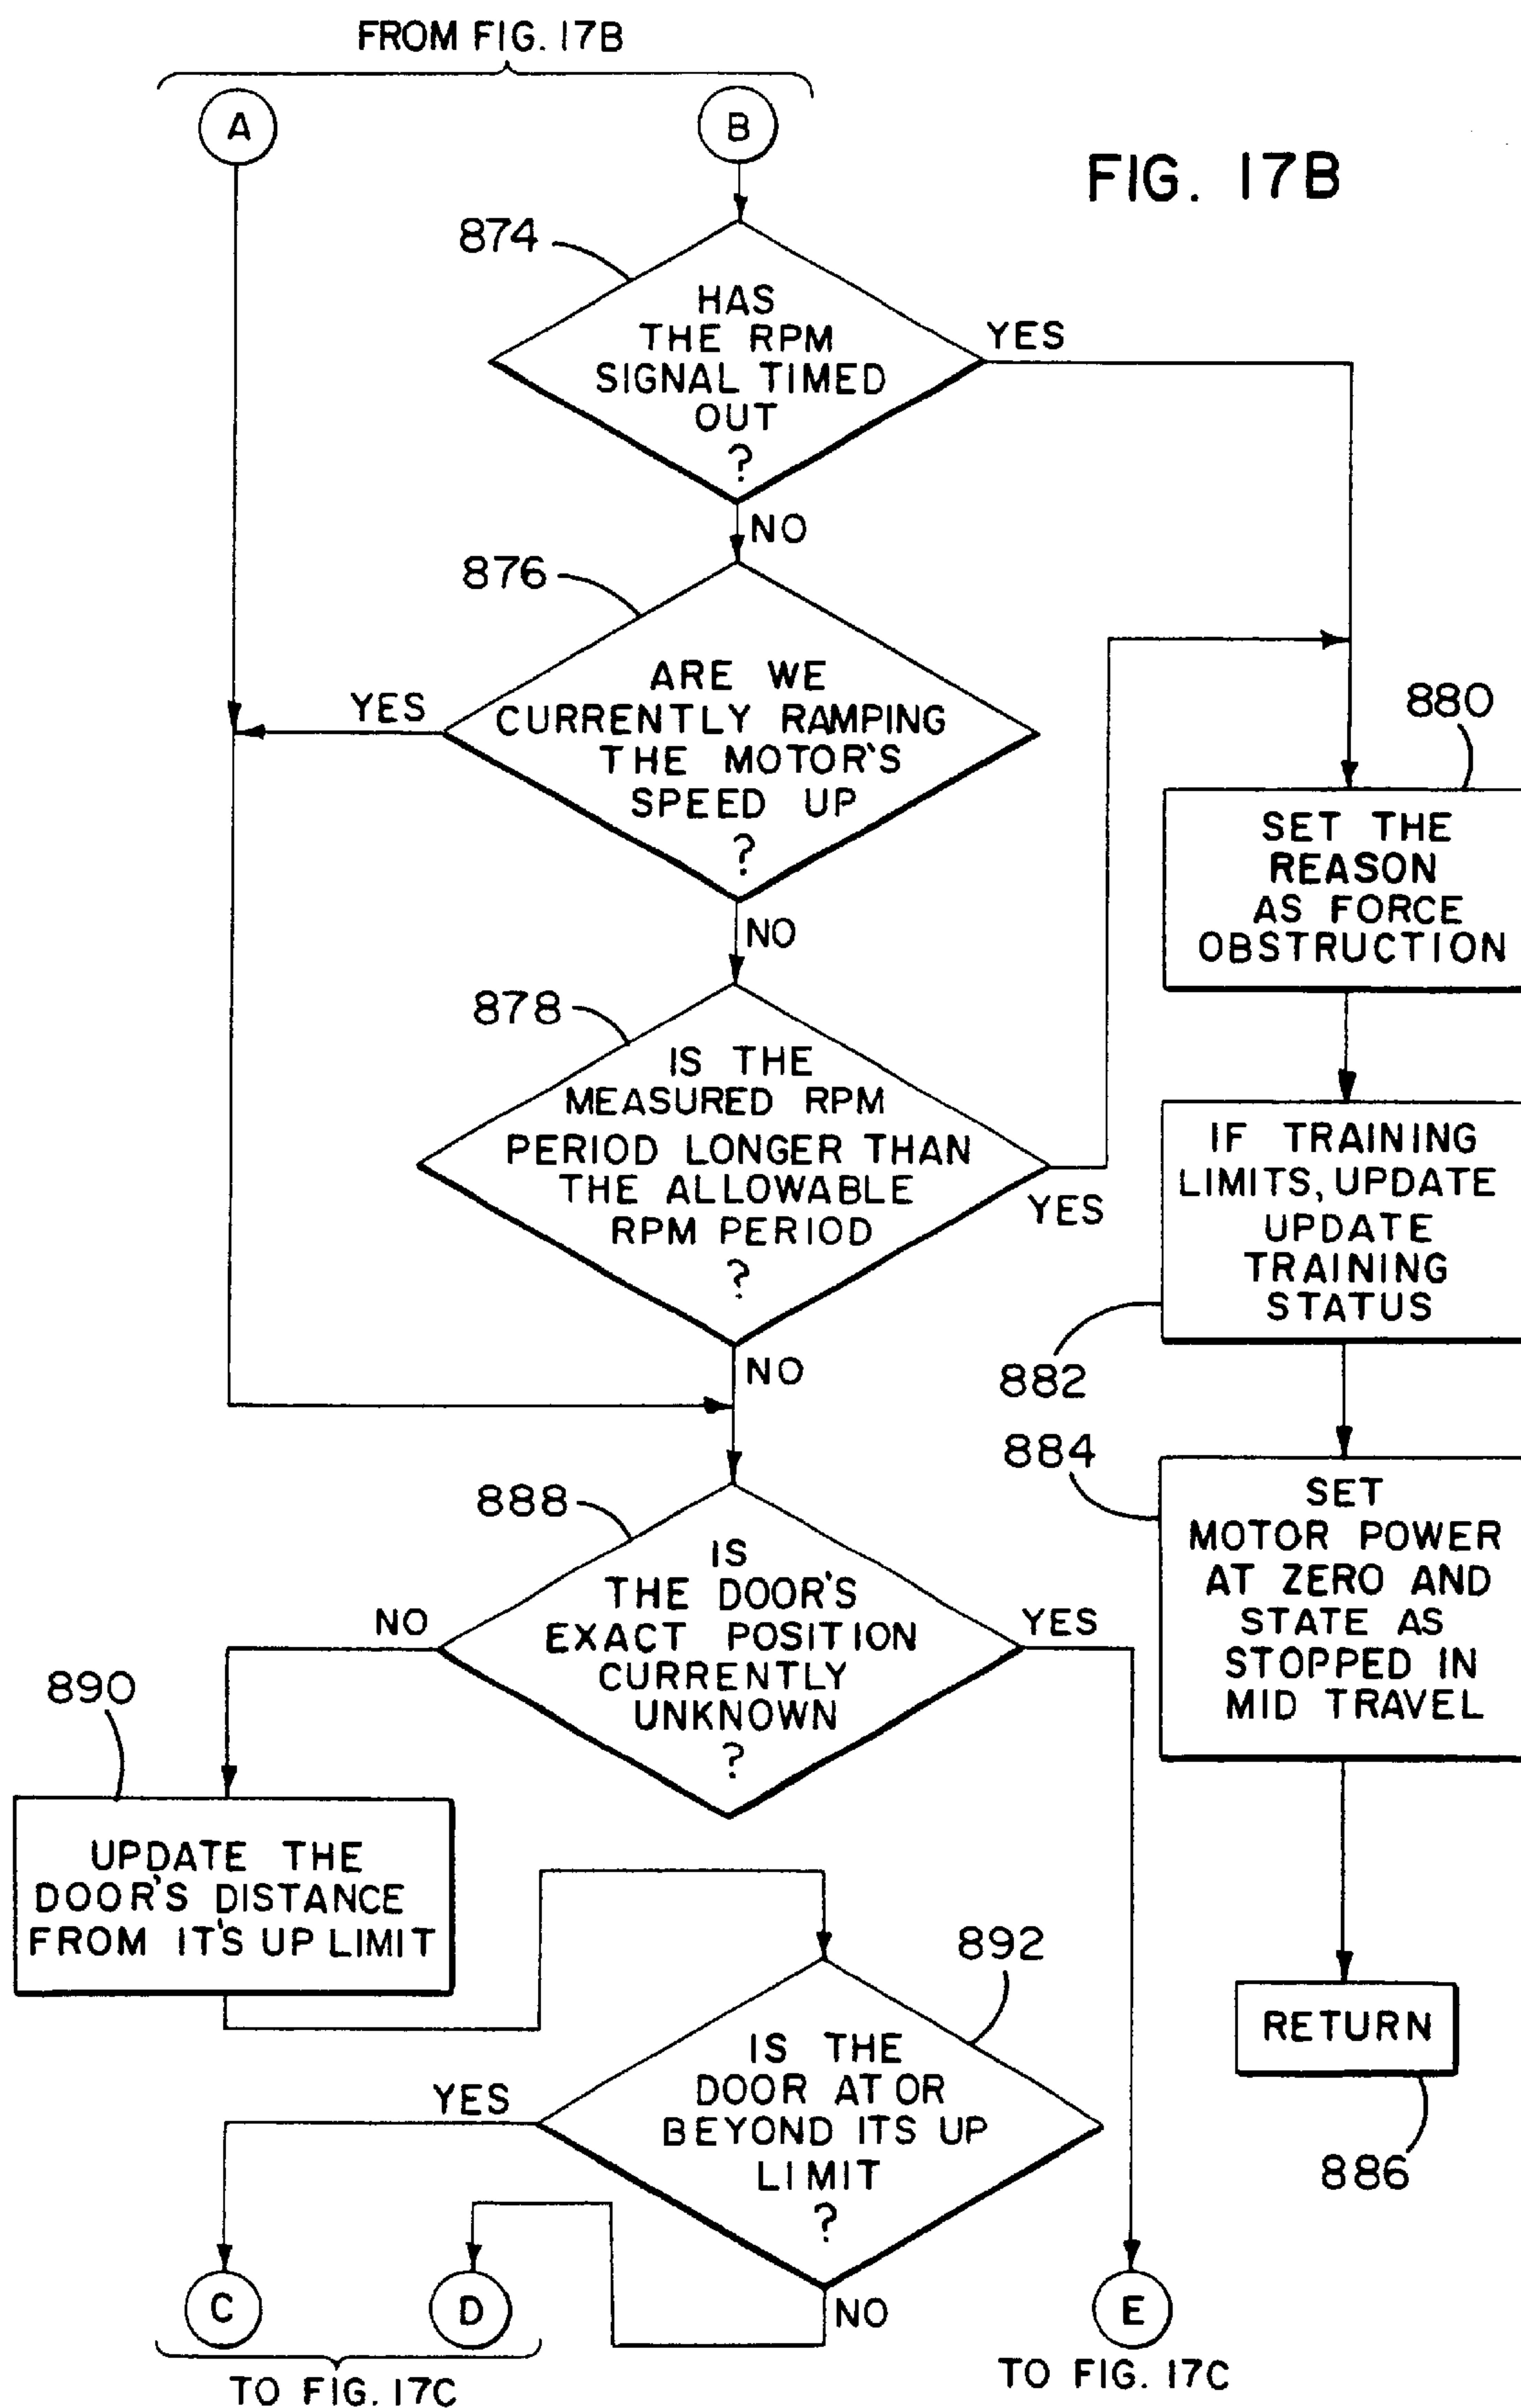 FROM FIG. 17B
A
B
FIG. 17B
874
HAS
THE RPM
SIGNAL TIMED
OUT
?
YES
NO
876
ARE WE
CURRENTLY RAMPING
THE MOTOR'S
SPEED UP
?
YES
NO
880
SET THE
REASON
AS FORCE
OBSTRUCTION
878
IS THE
MEASURED RPM
PERIOD LONGER THAN
THE ALLOWABLE
RPM PERIOD
?
YES
NO
IF TRAINING
LIMITS, UPDATE
UPDATE
TRAINING
STATUS
882
884
SET
MOTOR POWER
AT ZERO AND
STATE AS
STOPPED IN
MID TRAVEL
888
IS
THE DOOR'S
EXACT POSITION
CURRENTLY
UNKNOWN
?
NO
YES
890
UPDATE THE
DOOR'S DISTANCE
FROM IT'S UP LIMIT
892
IS THE
DOOR AT OR
BEYOND ITS UP
LIMIT
?
YES
NO
RETURN
886
C
D
E
TO FIG. 17C
TO FIG. 17C